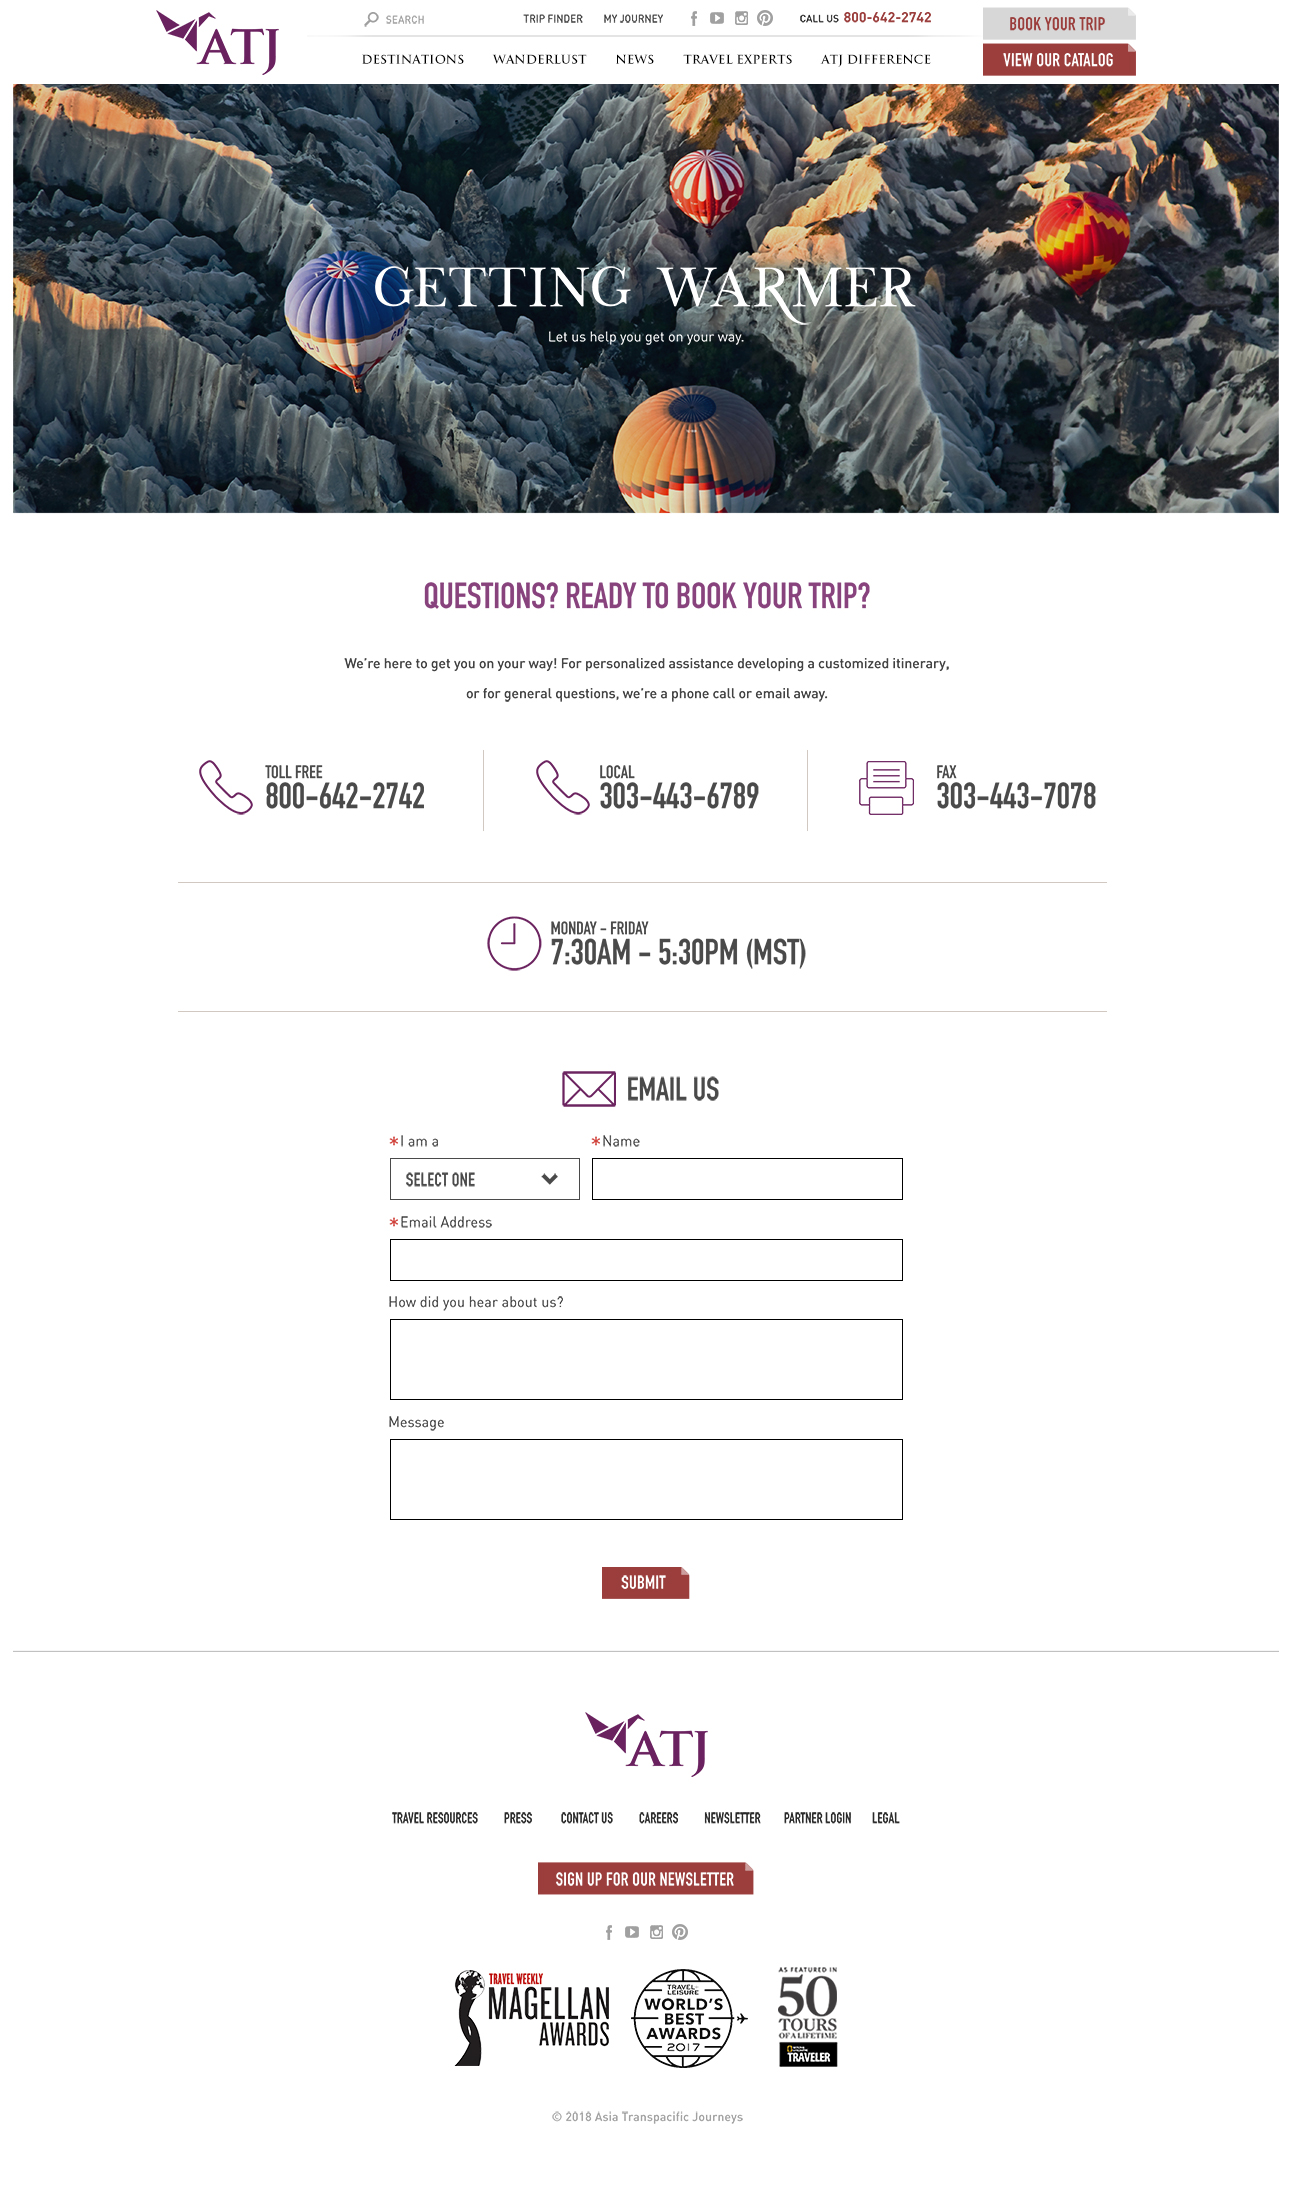 ATJ
SEARCH
TRIP FINDER
MY JOURNEY
CALL US 800-642-2742
BOOK YOUR TRIP
DESTINATIONS
WANDERLUST
NEWS
TRAVEL EXPERTS
ATJ DIFFERENCE
VIEW OUR CATALOG
GETTING WARMER
Let us help you get on your way.
QUESTIONS? READY TO BOOK YOUR TRIP?
We're here to get you on your way! For personalized assistance developing a customized itinerary,
or for general questions, we're a phone call or email away.
TOLL FREE
800-642-2742
LOCAL
303-443-6789
FAX
303-443-7078
MONDAY - FRIDAY
7:30AM - 5:30PM (MST)
EMAIL US
*I am a
*Name
SELECT ONE
*Email Address
How did you hear about us?
Message
SUBMIT
ATJ
TRAVEL RESOURCES
PRESS
CONTACT US
CAREERS
NEWSLETTER
PARTNER LOGIN
LEGAL
SIGN UP FOR OUR NEWSLETTER
TRAVEL WEEKLY
MAGELLAN
AWARDS
TRAVEL+
LEISURE
WORLD'S
BEST
AWARDS
2017
AS FEATURED IN
50
TOURS
OF A LIFETIME
TRAVELER
© 2018 Asia Transpacific Journeys